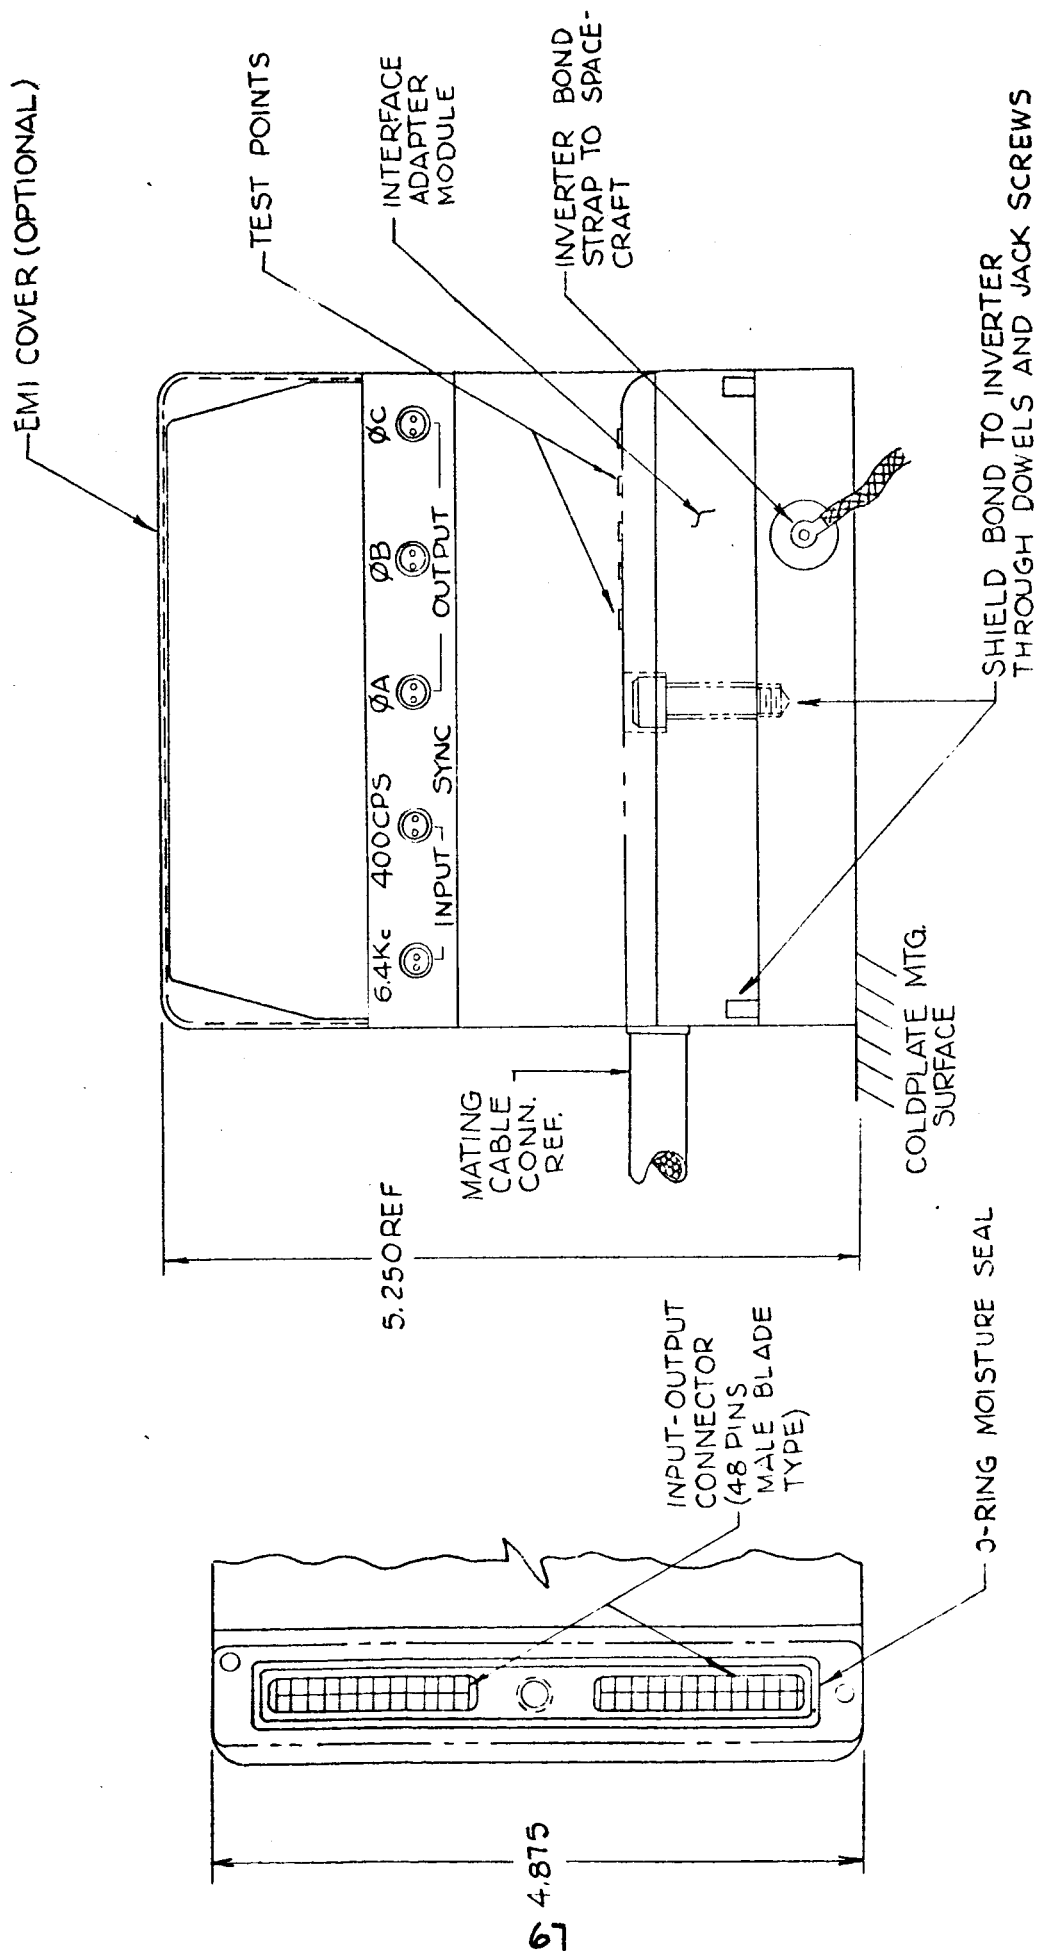 EMI COVER (OPTIONAL)
TEST POINTS
INTERFACE
ADAPTER
MODULE
INVERTER BOND
STRAP TO SPACE-
CRAFT
6.4Kc 400CPS ØA ØB ØC
INPUT SYNC OUTPUT
SHIELD BOND TO INVERTER
THROUGH DOWELS AND JACK SCREWS
MATING
CABLE
CONN.
REF.
COLDPLATE MTG.
SURFACE
5.250REF
INPUT-OUTPUT
CONNECTOR
(48 PINS
MALE BLADE
TYPE)
O-RING MOISTURE SEAL
4.875
67